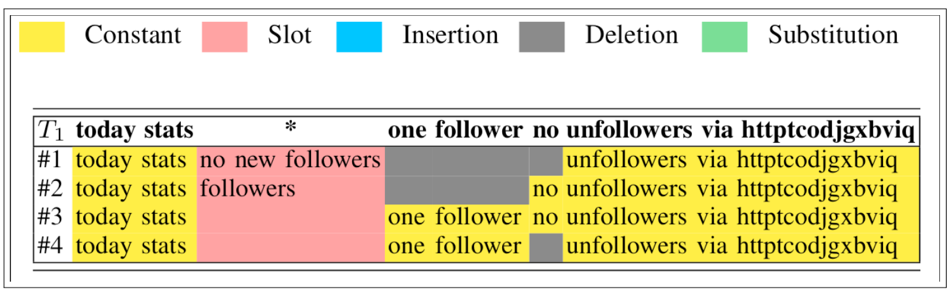 Constant Slot Insertion Deletion Substitution
T1 today stats * one follower no unfollowers via httptcodjgxbviq
#1 today stats no new followers unfollowers via httptcodjgxbviq
#2 today stats followers no unfollowers via httptcodjgxbviq
#3 today stats one follower no unfollowers via httptcodjgxbviq
#4 today stats one follower unfollowers via httptcodjgxbviq